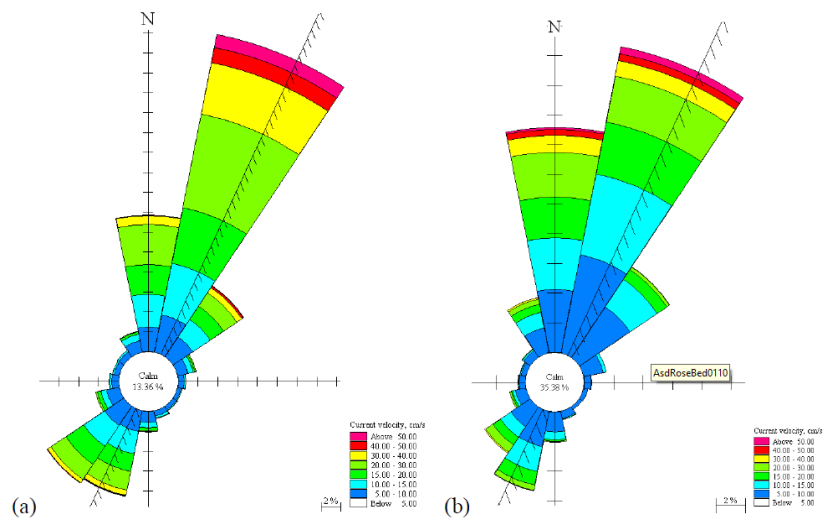 N
N
Calm
13.36 %
Calm
35.38 %
AsdRoseBed0110
Current velocity, cm/s
Above 50.00
40.00 - 50.00
30.00 - 40.00
20.00 - 30.00
15.00 - 20.00
10.00 - 15.00
5.00 - 10.00
Below 5.00
2%
Current velocity, cm/s
Above 50.00
40.00 - 50.00
30.00 - 40.00
20.00 - 30.00
15.00 - 20.00
10.00 - 15.00
5.00 - 10.00
Below 5.00
2%
(a)
(b)